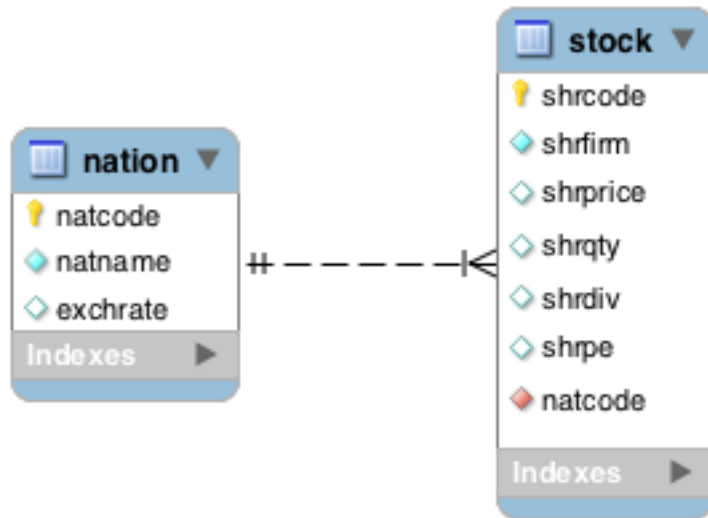 nation
natcode
natname
exchrate
Indexes
stock
shrcode
shrfirm
shrprice
shrqty
shrdiv
shrpe
natcode
Indexes